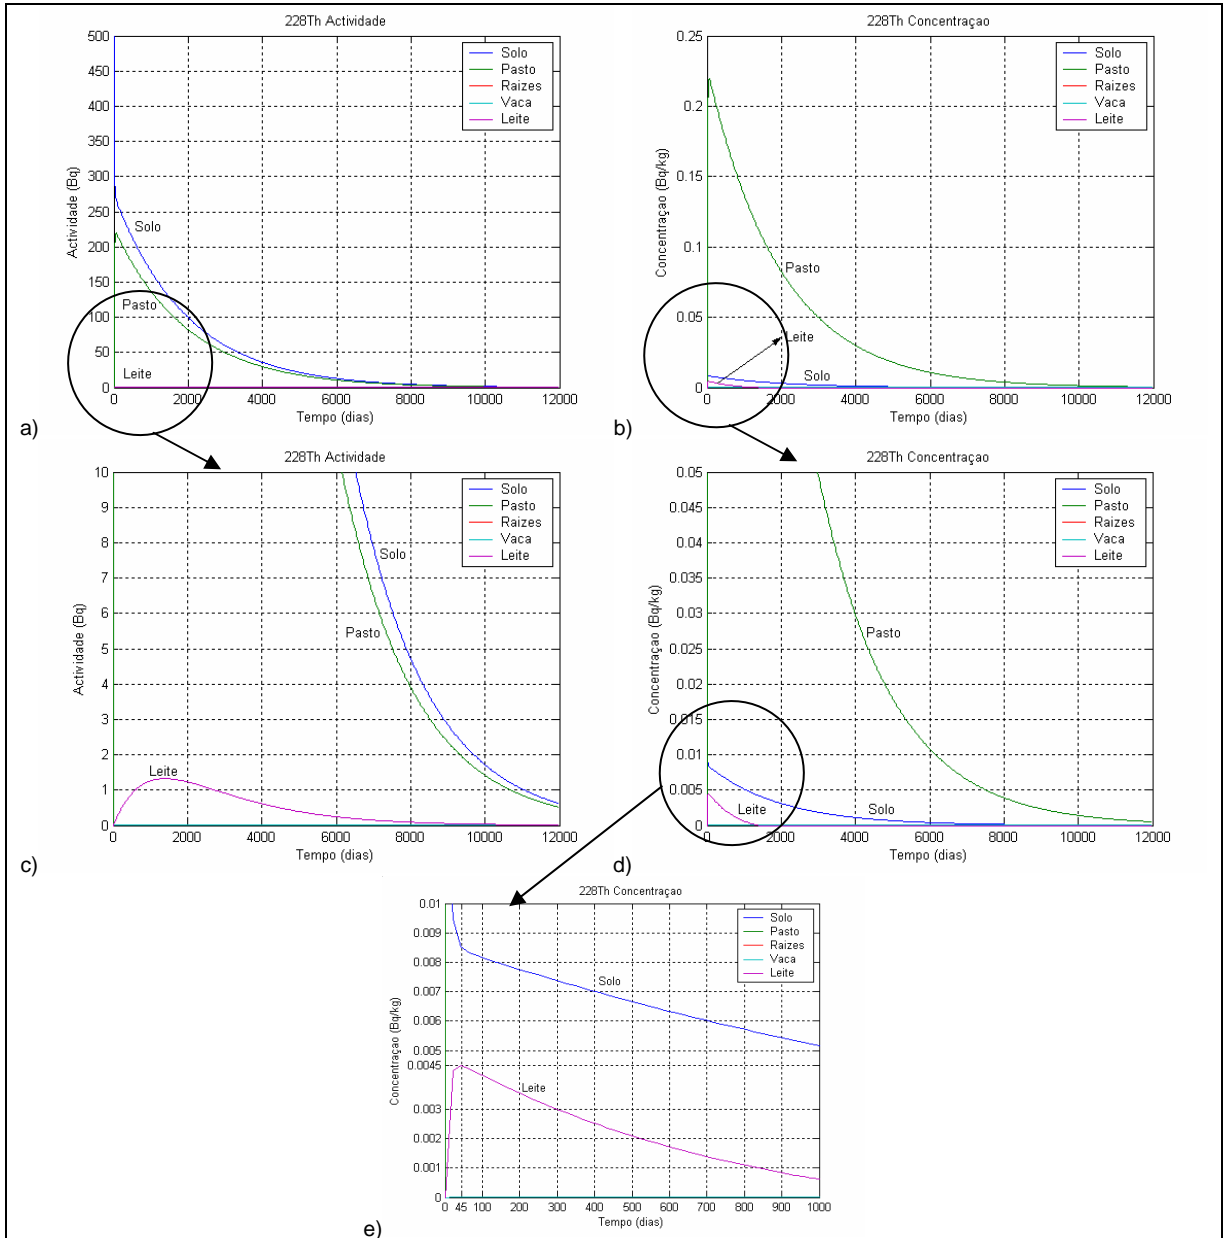 228Th Actividade
500
450
400
350
300
250
200
150
100
50
0
Actividade (Bq)
Solo
Pasto
Raizes
Vaca
Leite
Solo
Pasto
Leite
0 2000 4000 6000 8000 10000 12000
Tempo (dias)
a)
228Th Concentraçao
0.25
0.2
0.15
0.1
0.05
0
Concentraçao (Bq/kg)
Solo
Pasto
Raizes
Vaca
Leite
Pasto
Leite
Solo
0 2000 4000 6000 8000 10000 12000
Tempo (dias)
b)
228Th Actividade
10
9
8
7
6
5
4
3
2
1
0
Actividade (Bq)
Solo
Pasto
Raizes
Vaca
Leite
Solo
Pasto
Leite
0 2000 4000 6000 8000 10000 12000
Tempo (dias)
c)
228Th Concentraçao
0.05
0.045
0.04
0.035
0.03
0.025
0.02
0.015
0.010
0.005
0
Concentraçao (Bq/kg)
Solo
Pasto
Raizes
Vaca
Leite
Pasto
Leite
Solo
0 2000 4000 6000 8000 10000 12000
Tempo (dias)
d)
228Th Concentraçao
0.01
0.009
0.008
0.007
0.006
0.005
0.0045
0.003
0.002
0.001
0
Concentraçao (Bq/kg)
Solo
Pasto
Raizes
Vaca
Leite
Solo
Leite
0 45 100 200 300 400 500 600 700 800 900 1000
Tempo (dias)
e)